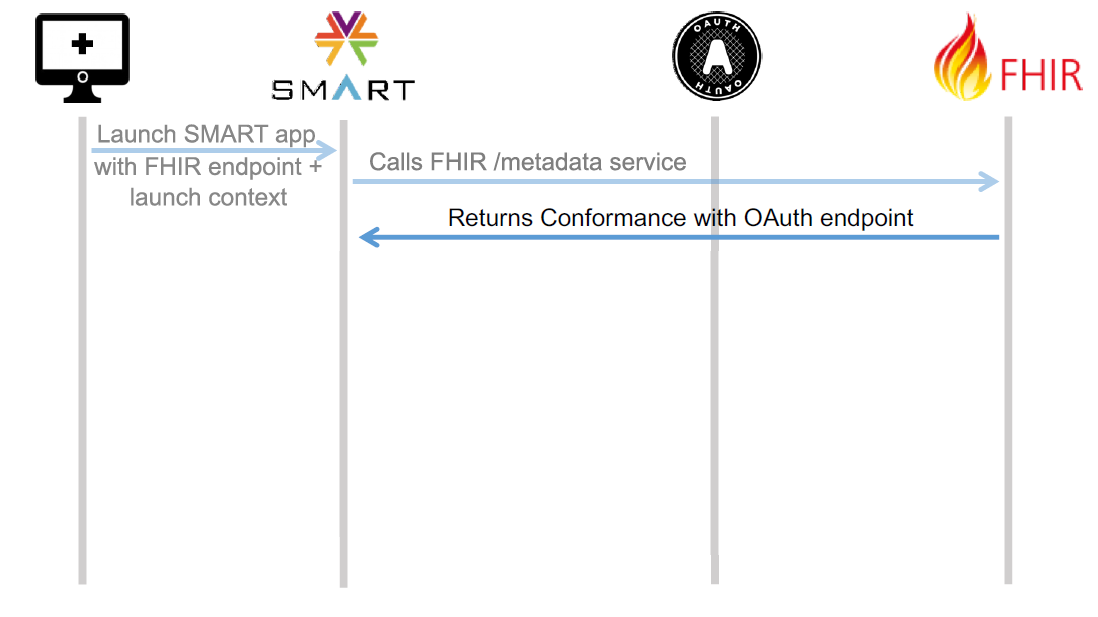 OAUTH
A
OAUTH
SMART
FHIR
Launch SMART app
with FHIR endpoint +
launch context
Calls FHIR /metadata service
Returns Conformance with OAuth endpoint